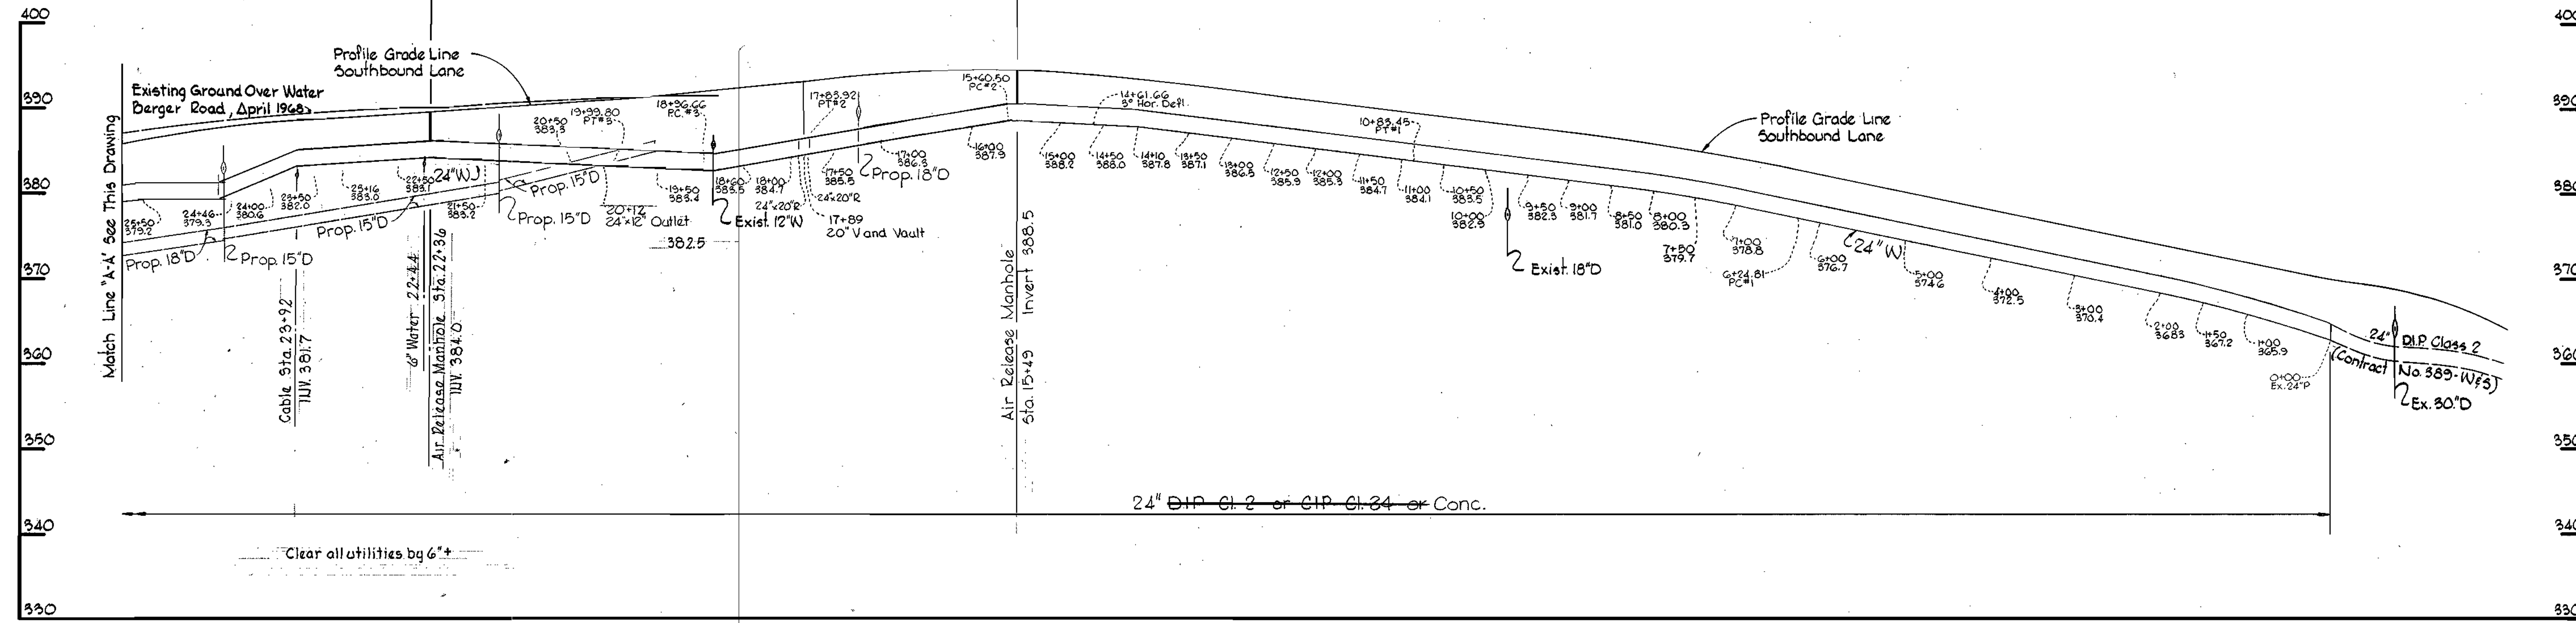 400
390
380
370
360
350
340
330
Profile Grade Line
Southbound Lane
Existing Ground Over Water
Berger Road, April 1968
Match Line "A-A" See This Drawing
25+50
379.2
24+46
379.3
24+00
380.6
23+50
382.0
23+16
383.0
22+50
383.1
24"W
21+50
383.2
20+50
383.3
19+99.80
PT#3
18+96.66
P.C.#3
Prop. 18"D
Prop. 15"D
Prop. 15"D
Prop. 15"D
Prop. 15"D
20+12
24"x12" Outlet
382.5
19+50
383.4
18+60
383.5
Exist. 12"W
18+00
384.7
24"x20"R
17+83.92
PT#2
24"x20"R
17+89
20"V and Vault
17+50
385.5
Prop. 18"D
17+00
386.3
16+00
387.9
15+60.50
PC#2
Cable Sta. 23+92
INV. 381.7
6" Water 22+44
Air Release Manhole Sta. 22+36
INV. 384.0
Air Release Manhole
Sta. 15+49 Invert 388.5
15+00
388.2
14+61.66
3° Hor. Defl.
14+50
388.0
14+10
387.8
13+50
387.1
13+00
386.5
12+50
385.9
12+00
385.3
11+50
384.7
10+83.45
PT#1
11+00
384.1
10+50
383.5
10+00
382.9
Exist. 18"D
9+50
382.3
9+00
381.7
8+50
381.0
8+00
380.3
7+50
379.7
7+00
378.8
6+24.81
PC#1
6+00
376.7
24"W
Profile Grade Line
Southbound Lane
5+00
374.6
4+00
372.5
3+00
370.4
2+00
368.3
1+50
367.2
1+00
365.9
0+00
Ex. 24"P
24" D.I.P. Class 2
(Contract No. 389-W&S)
Ex. 30"D
24" D.I.P. Cl. 2 or C.I.P. Cl. 34 or Conc.
Clear all utilities by 6"+
400
390
380
370
360
350
340
330